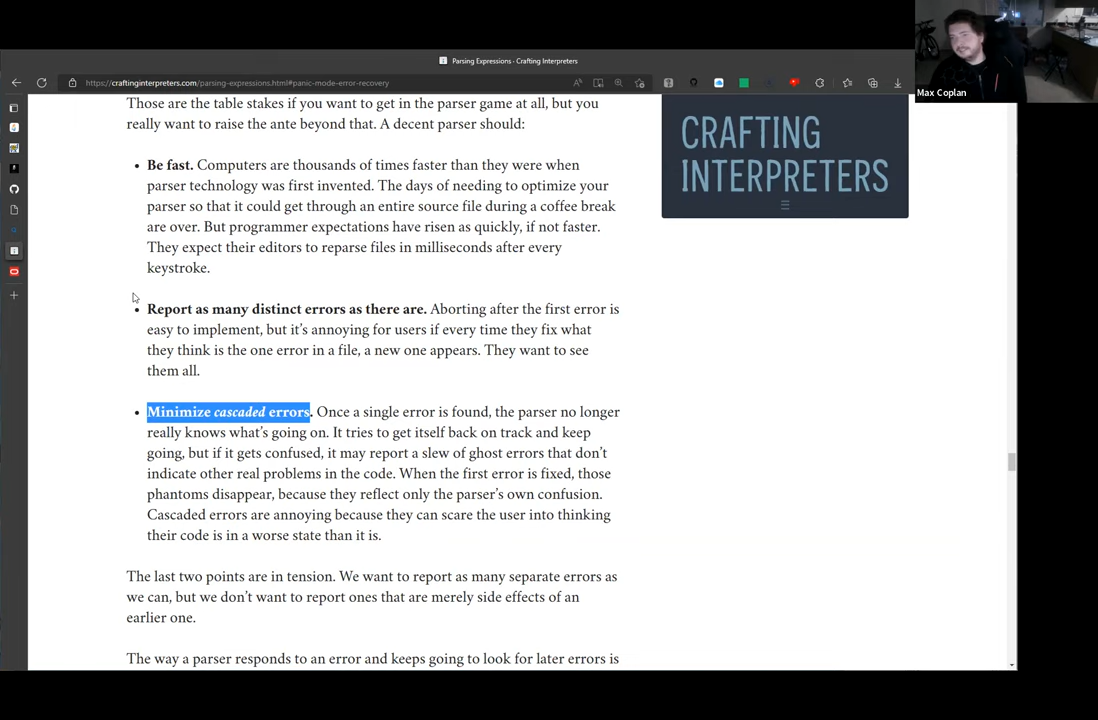 Parsing Expressions · Crafting Interpreters
https://craftinginterpreters.com/parsing-expressions.html#panic-mode-error-recovery
Max Coplan
Those are the table stakes if you want to get in the parser game at all, but you
really want to raise the ante beyond that. A decent parser should:
CRAFTING
INTERPRETERS
• Be fast. Computers are thousands of times faster than they were when
parser technology was first invented. The days of needing to optimize your
parser so that it could get through an entire source file during a coffee break
are over. But programmer expectations have risen as quickly, if not faster.
They expect their editors to reparse files in milliseconds after every
keystroke.
• Report as many distinct errors as there are. Aborting after the first error is
easy to implement, but it’s annoying for users if every time they fix what
they think is the one error in a file, a new one appears. They want to see
them all.
• Minimize cascaded errors. Once a single error is found, the parser no longer
really knows what’s going on. It tries to get itself back on track and keep
going, but if it gets confused, it may report a slew of ghost errors that don’t
indicate other real problems in the code. When the first error is fixed, those
phantoms disappear, because they reflect only the parser’s own confusion.
Cascaded errors are annoying because they can scare the user into thinking
their code is in a worse state than it is.
The last two points are in tension. We want to report as many separate errors as
we can, but we don’t want to report ones that are merely side effects of an
earlier one.
The way a parser responds to an error and keeps going to look for later errors is